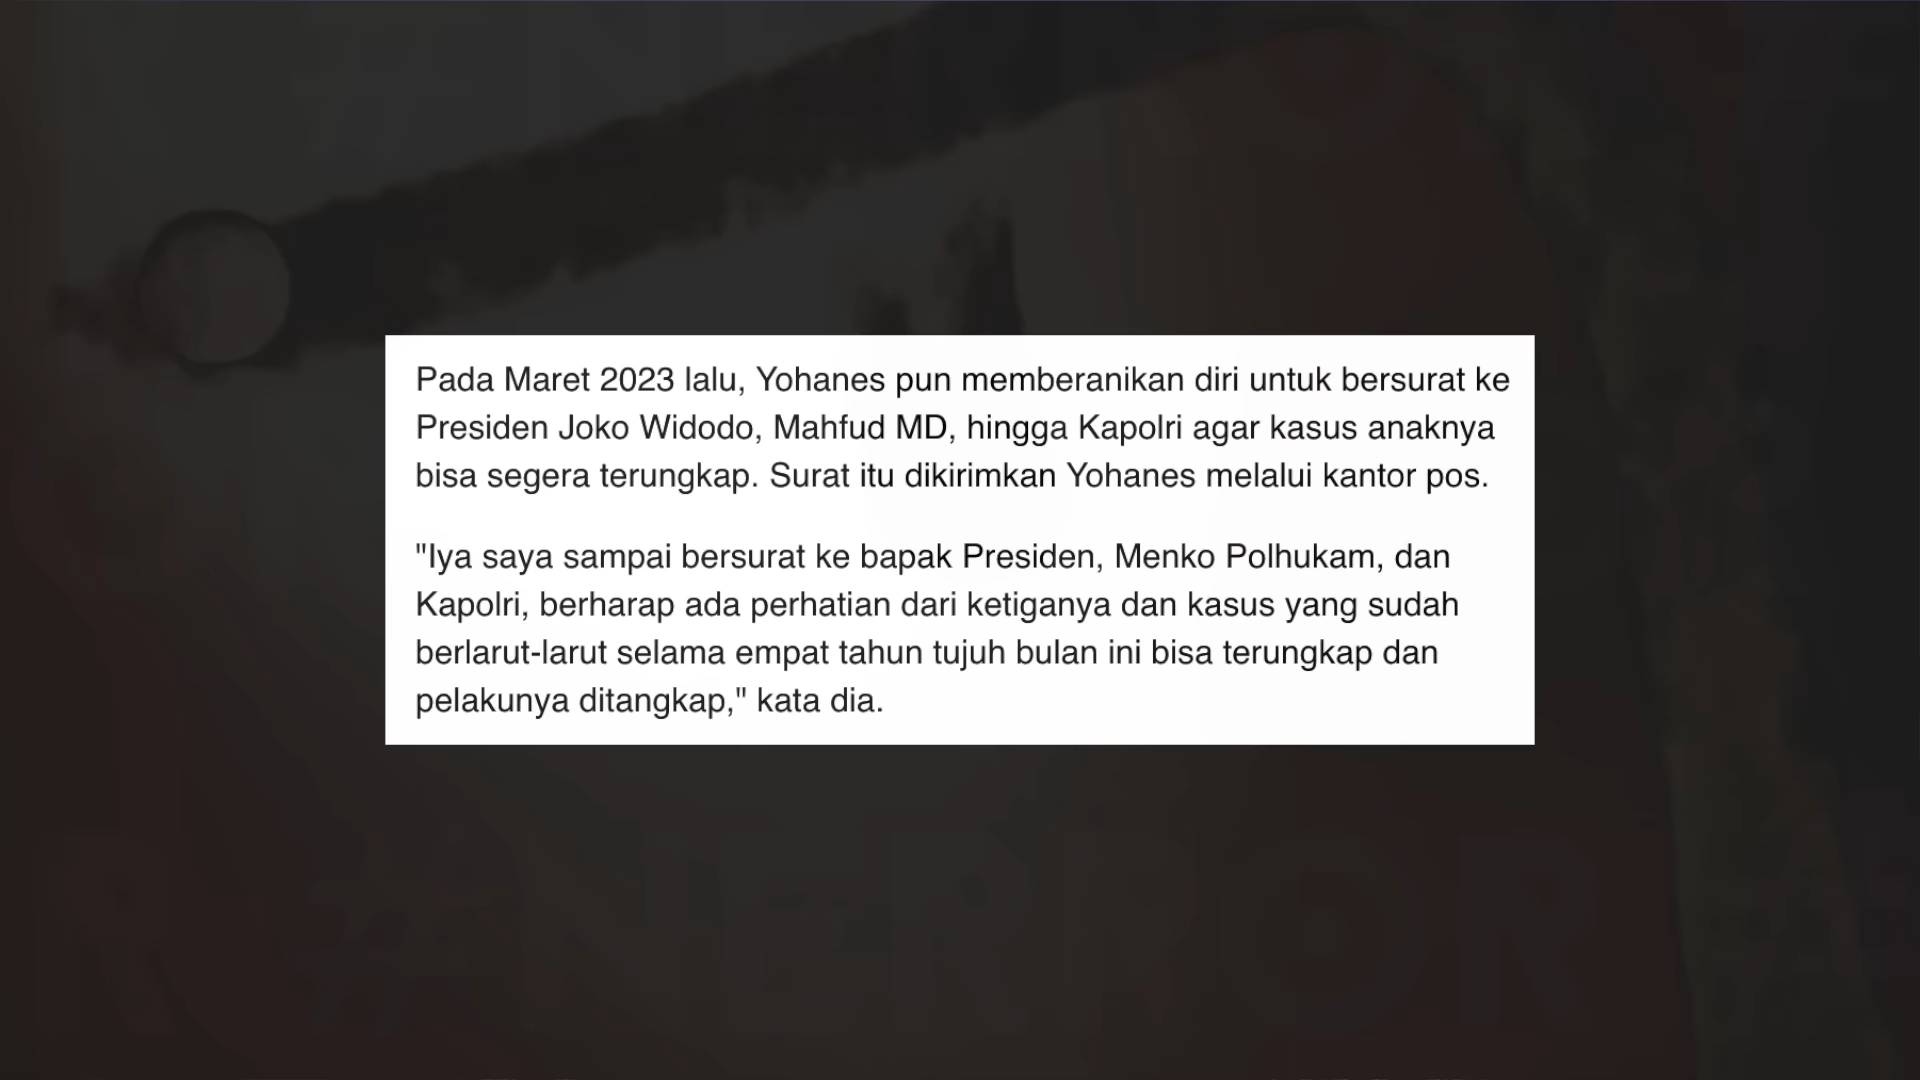 Pada Maret 2023 lalu, Yohanes pun memberanikan diri untuk bersurat ke
Presiden Joko Widodo, Mahfud MD, hingga Kapolri agar kasus anaknya
bisa segera terungkap. Surat itu dikirimkan Yohanes melalui kantor pos.
"Iya saya sampai bersurat ke bapak Presiden, Menko Polhukam, dan
Kapolri, berharap ada perhatian dari ketiganya dan kasus yang sudah
berlarut-larut selama empat tahun tujuh bulan ini bisa terungkap dan
pelakunya ditangkap," kata dia.